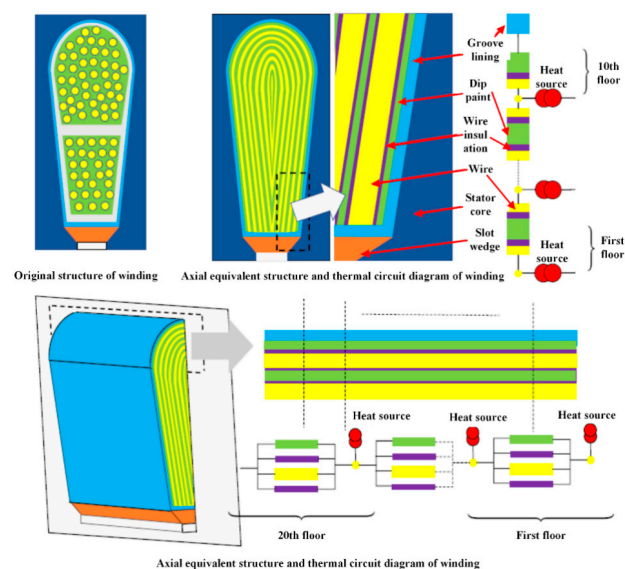 Groove
lining
Dip
paint
Wire
insul
ation
Wire
Stator
core
Slot
wedge
Heat
source
10th
floor
Heat
source
First
floor
Original structure of winding
Axial equivalent structure and thermal circuit diagram of winding
Heat source
Heat source
Heat source
20th floor
First floor
Axial equivalent structure and thermal circuit diagram of winding